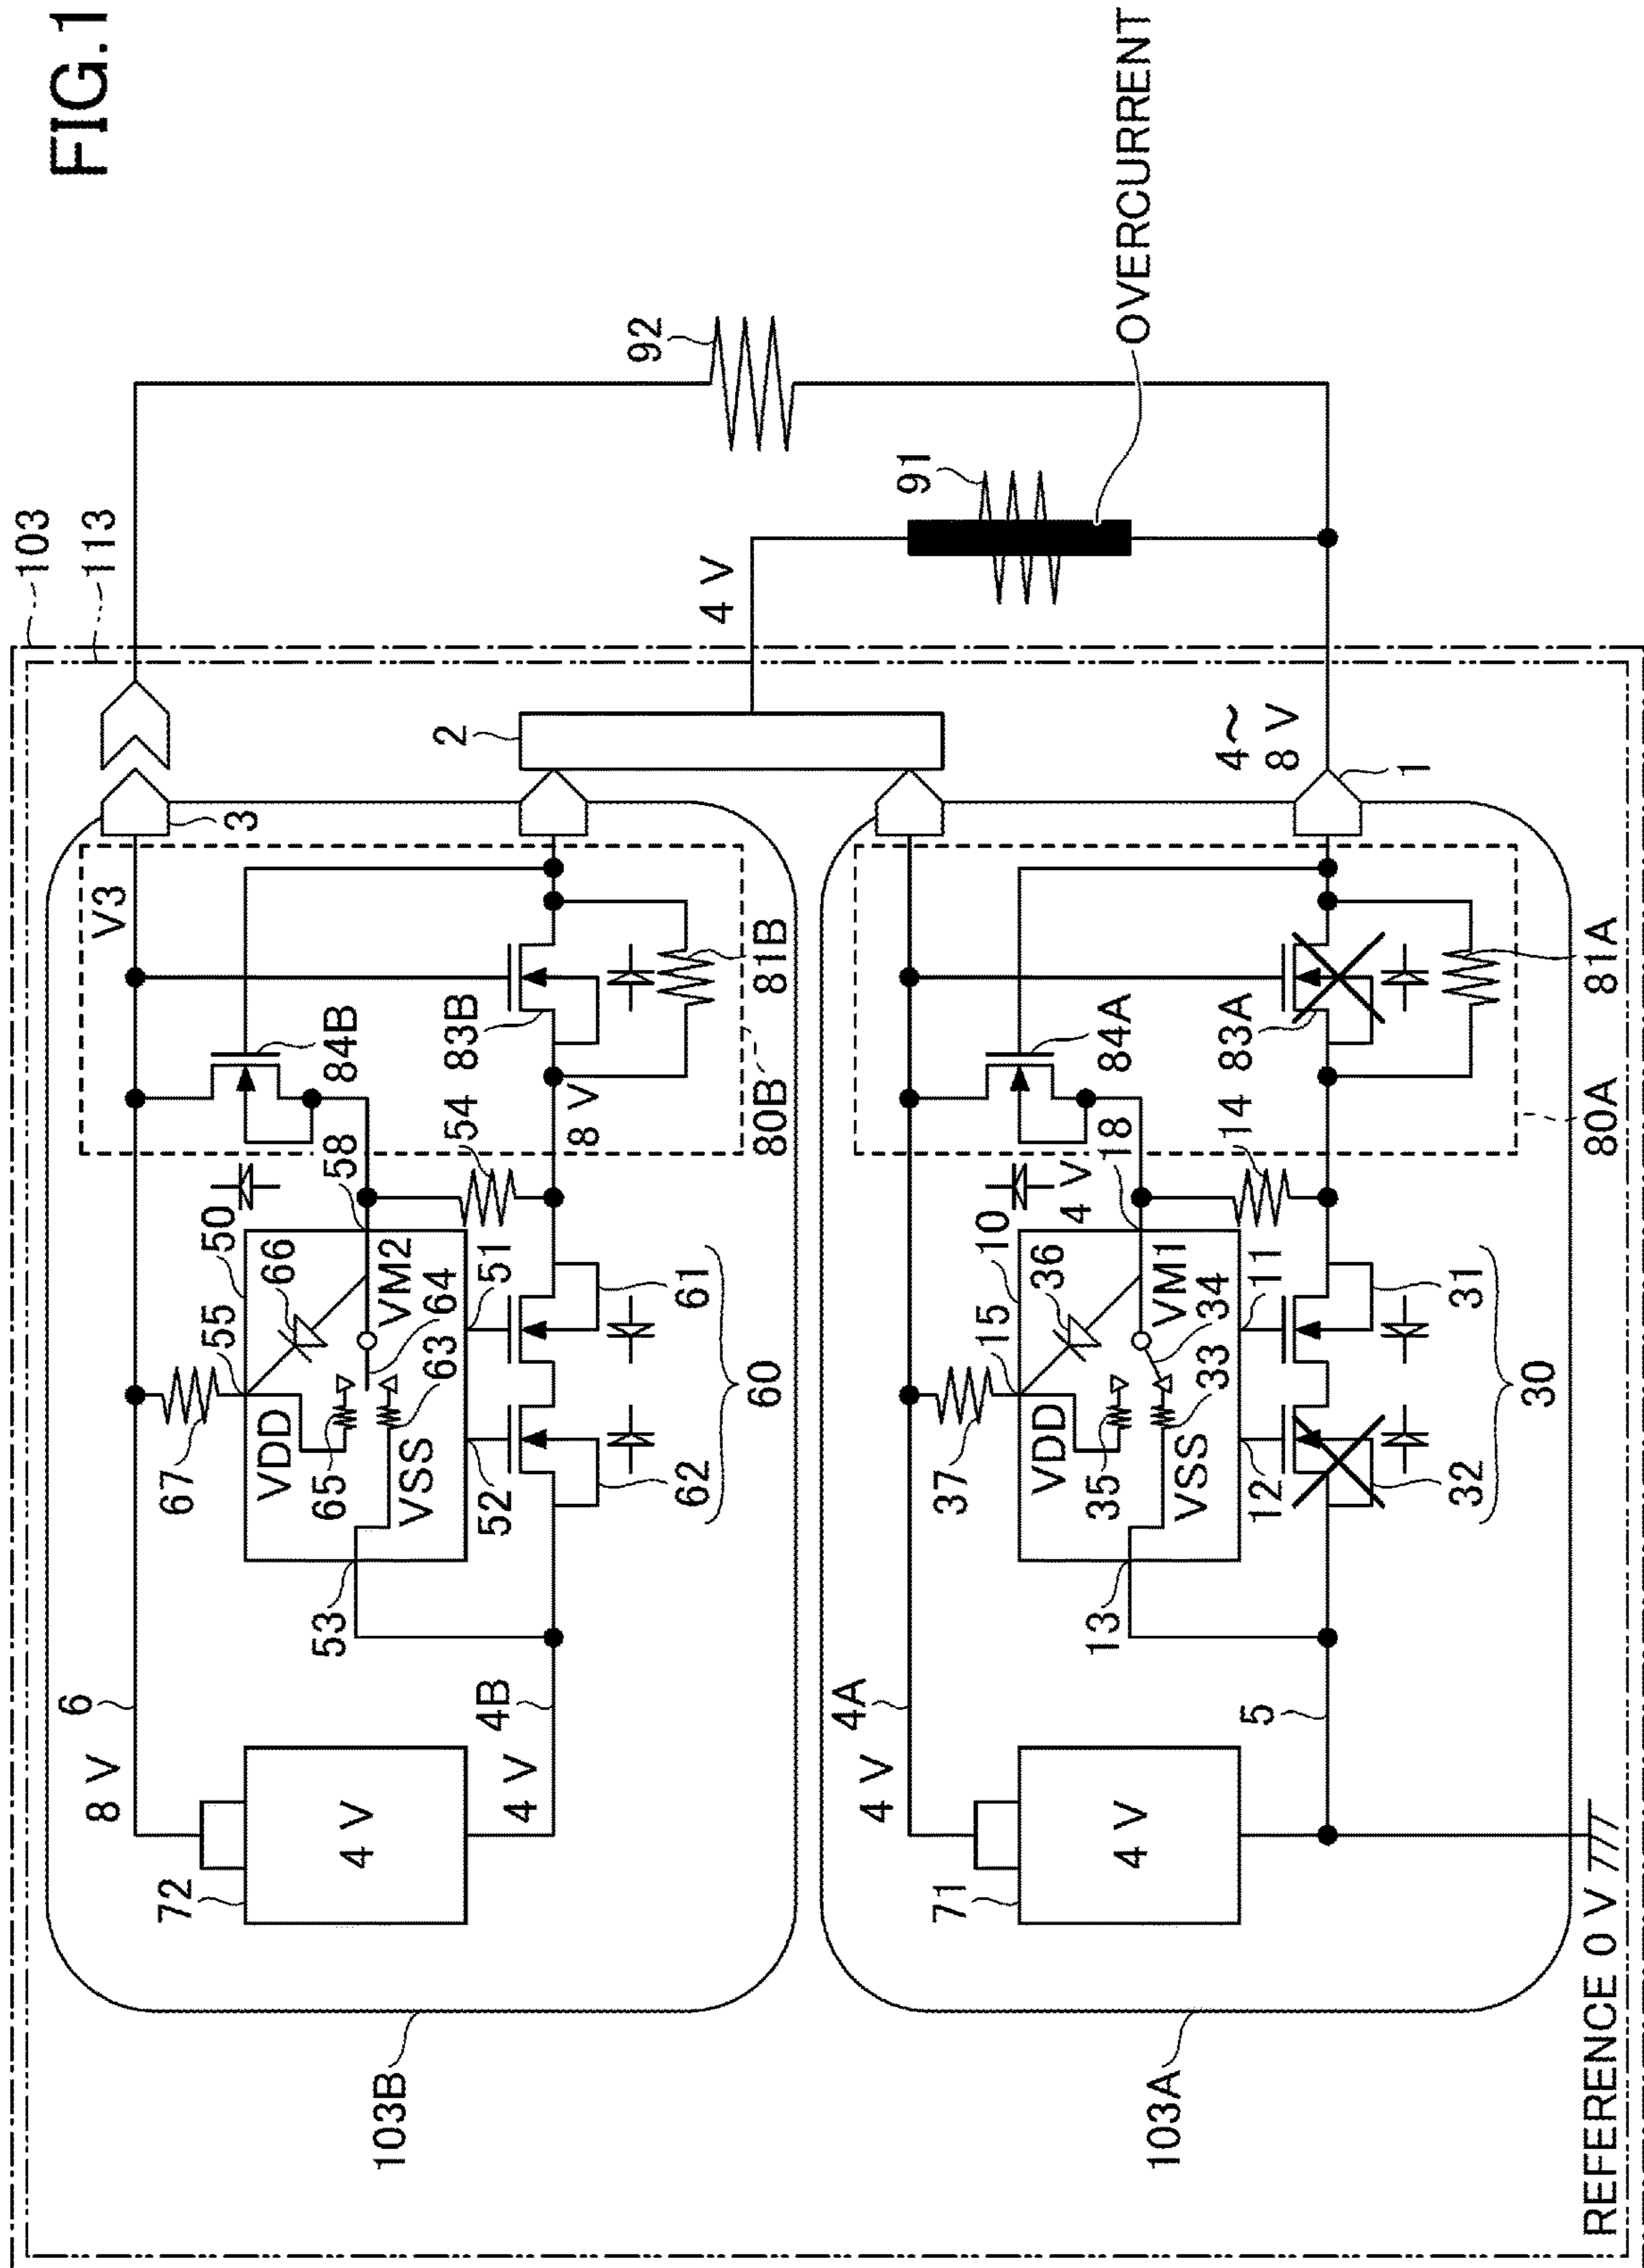 FIG.1
103
113
6
8 V
V3
3
72
4 V
67
55
50
66
VDD
65
VSS
VM2
64
63
58
84B
53
52
51
54
4B
4 V
62
61
60
8 V
83B
81B
80B
2
103B
92
91
4 V
OVERCURRENT
4A
4 V
71
4 V
37
15
10
36
4 V
VDD
35
VSS
VM1
34
33
18
84A
13
12
11
14
5
32
31
30
83A
81A
80A
4~
8 V
1
103A
REFERENCE 0 V